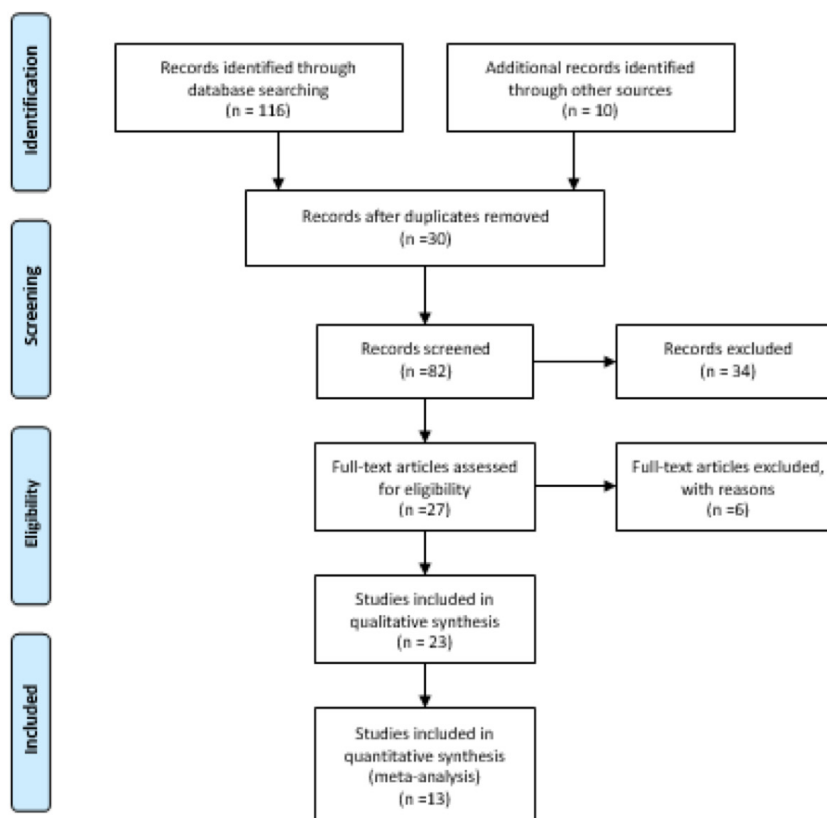 Identification
Records identified through
database searching
(n = 116)
Additional records identified
through other sources
(n = 10)
Records after duplicates removed
(n =30)
Screening
Records screened
(n =82)
Records excluded
(n = 34)
Eligibility
Full-text articles assessed
for eligibility
(n =27)
Full-text articles excluded,
with reasons
(n =6)
Studies included in
qualitative synthesis
(n = 23)
Included
Studies included in
quantitative synthesis
(meta-analysis)
(n =13)